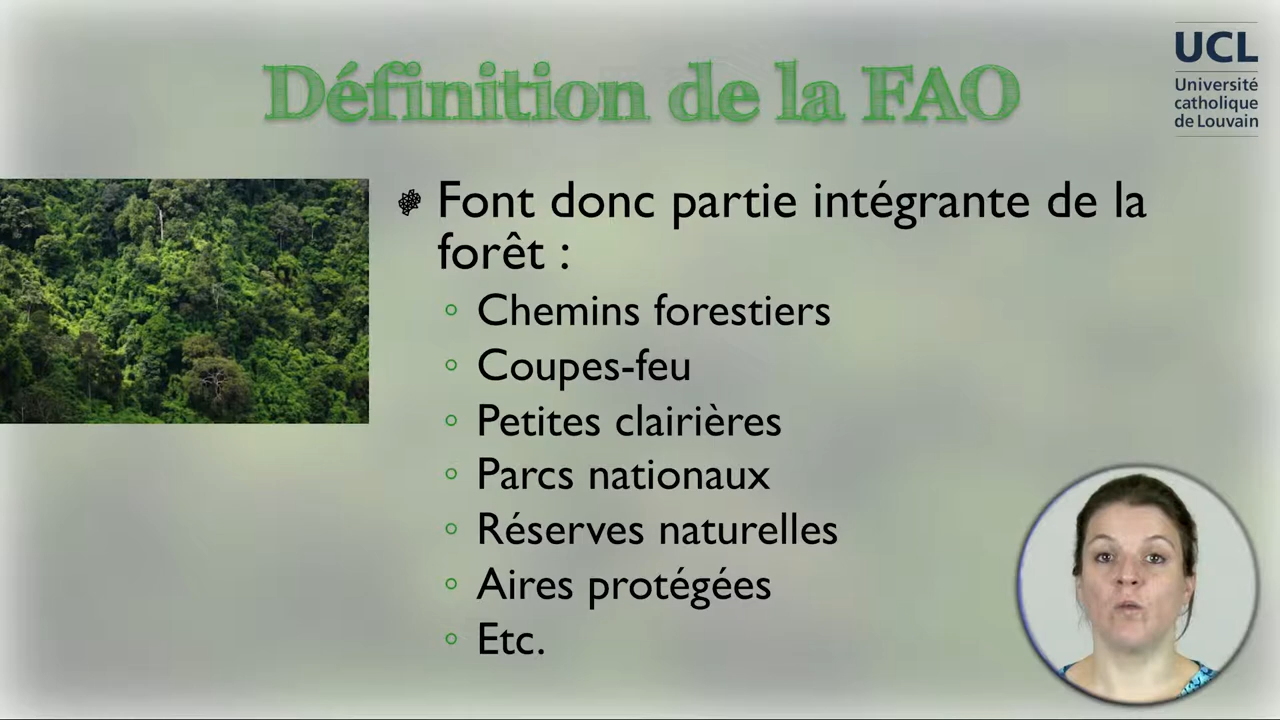 Définition de la FAO
UCL
Université
catholique
de Louvain
Font donc partie intégrante de la
forêt :
Chemins forestiers
Coupes-feu
Petites clairières
Parcs nationaux
Réserves naturelles
Aires protégées
Etc.